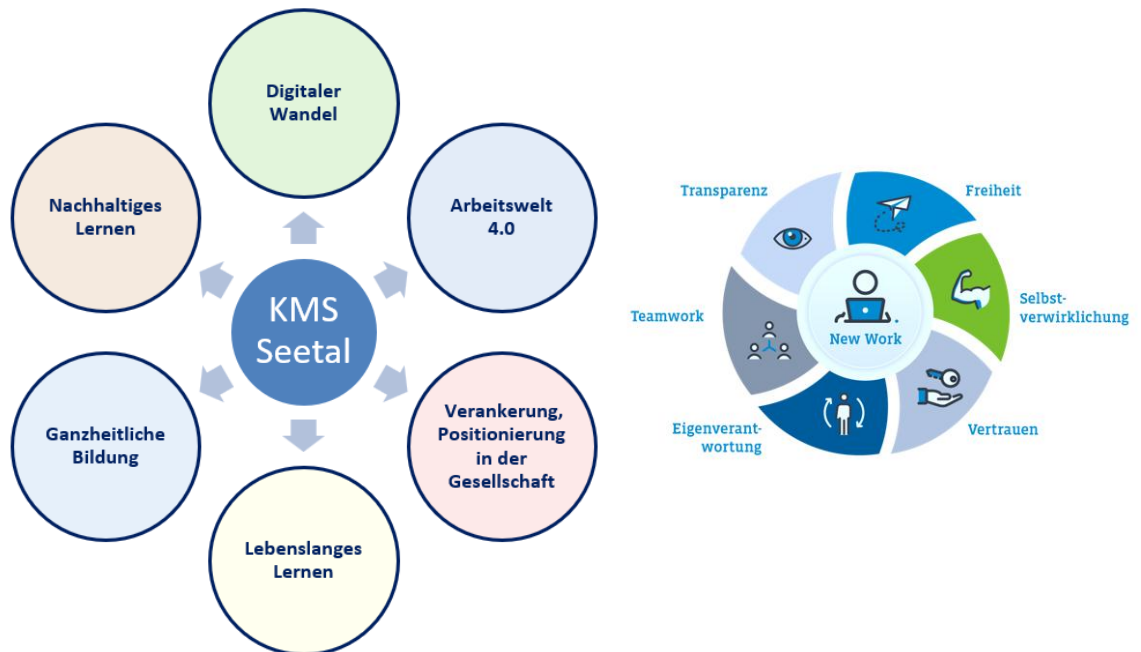 Digitaler
Wandel
Nachhaltiges
Lernen
Arbeitswelt
4.0
KMS
Seetal
Ganzheitliche
Bildung
Verankerung,
Positionierung
in der
Gesellschaft
Lebenslanges
Lernen
Transparenz
Freiheit
Teamwork
Selbst-
verwirklichung
New Work
Eigenverant-
wortung
Vertrauen